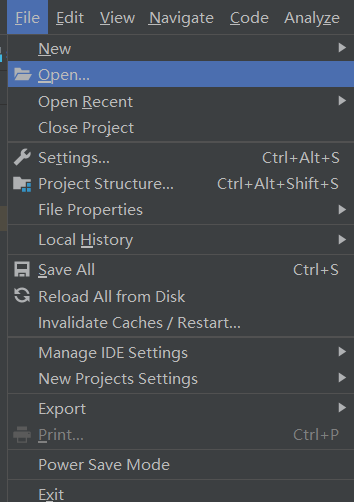 File Edit View Navigate Code Analyze
New
Open...
Open Recent
Close Project
Settings... Ctrl+Alt+S
Project Structure... Ctrl+Alt+Shift+S
File Properties
Local History
Save All Ctrl+S
Reload All from Disk
Invalidate Caches / Restart...
Manage IDE Settings
New Projects Settings
Export
Print... Ctrl+P
Power Save Mode
Exit